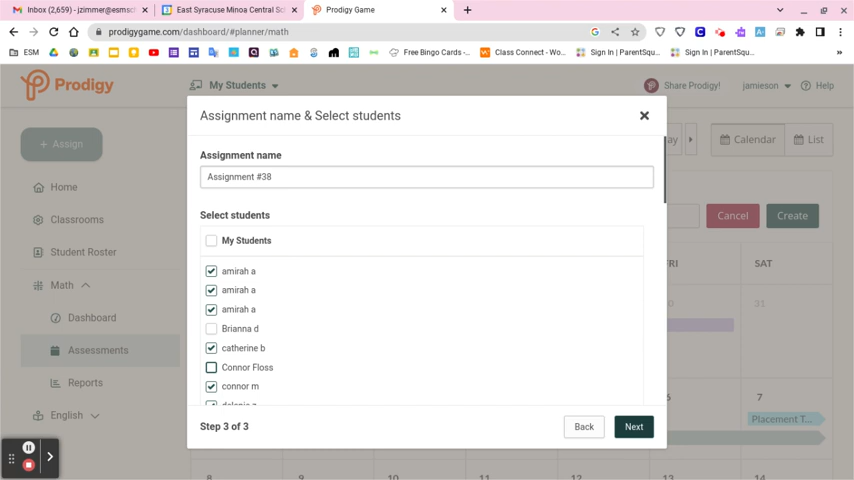 Inbox (2,659) - jzimmer@esmsc
East Syracuse Minoa Central Sc
Prodigy Game
prodigygame.com/dashboard/#planner/math
ESM
Free Bingo Cards -...
Class Connect - Wo...
Sign In | ParentSqu...
Sign In | ParentSqu...
Prodigy
My Students
Share Prodigy!
jamieson
Help
Assignment name & Select students
+ Assign
ay
Calendar
List
Assignment name
Assignment #38
Home
Classrooms
Select students
Cancel
Create
My Students
Student Roster
FRI
SAT
amirah a
Math
amirah a
31
amirah a
Dashboard
Brianna d
catherine b
Assessments
Connor Floss
Reports
connor m
6
7
English
Placement T...
Step 3 of 3
Back
Next
8
9
10
11
12
13
14